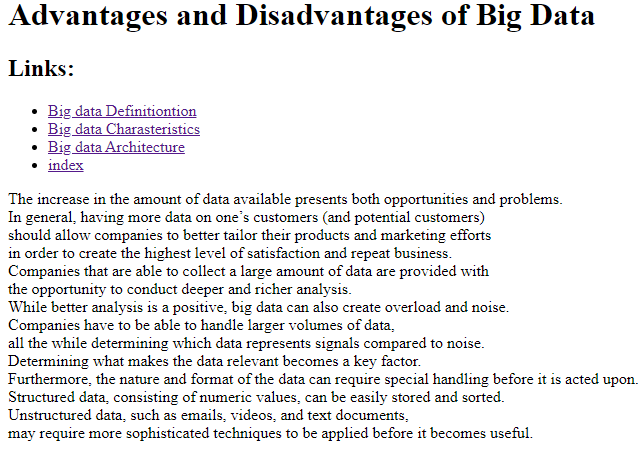 Advantages and Disadvantages of Big Data
Links:
Big data Definitiontion
Big data Charasteristics
Big data Architecture
index
The increase in the amount of data available presents both opportunities and problems.
In general, having more data on one’s customers (and potential customers)
should allow companies to better tailor their products and marketing efforts
in order to create the highest level of satisfaction and repeat business.
Companies that are able to collect a large amount of data are provided with
the opportunity to conduct deeper and richer analysis.
While better analysis is a positive, big data can also create overload and noise.
Companies have to be able to handle larger volumes of data,
all the while determining which data represents signals compared to noise.
Determining what makes the data relevant becomes a key factor.
Furthermore, the nature and format of the data can require special handling before it is acted upon.
Structured data, consisting of numeric values, can be easily stored and sorted.
Unstructured data, such as emails, videos, and text documents,
may require more sophisticated techniques to be applied before it becomes useful.